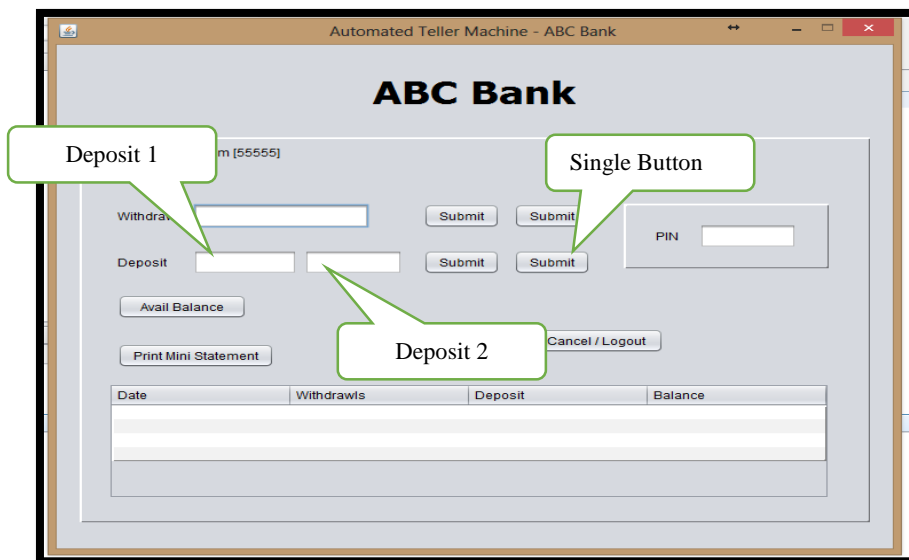 Automated Teller Machine - ABC Bank
ABC Bank
Deposit 1
m [55555]
Single Button
Submit Submit
PIN
Deposit
Submit Submit
Avail Balance
Deposit 2
Cancel / Logout
Print Mini Statement
Date Withdrawls Deposit Balance